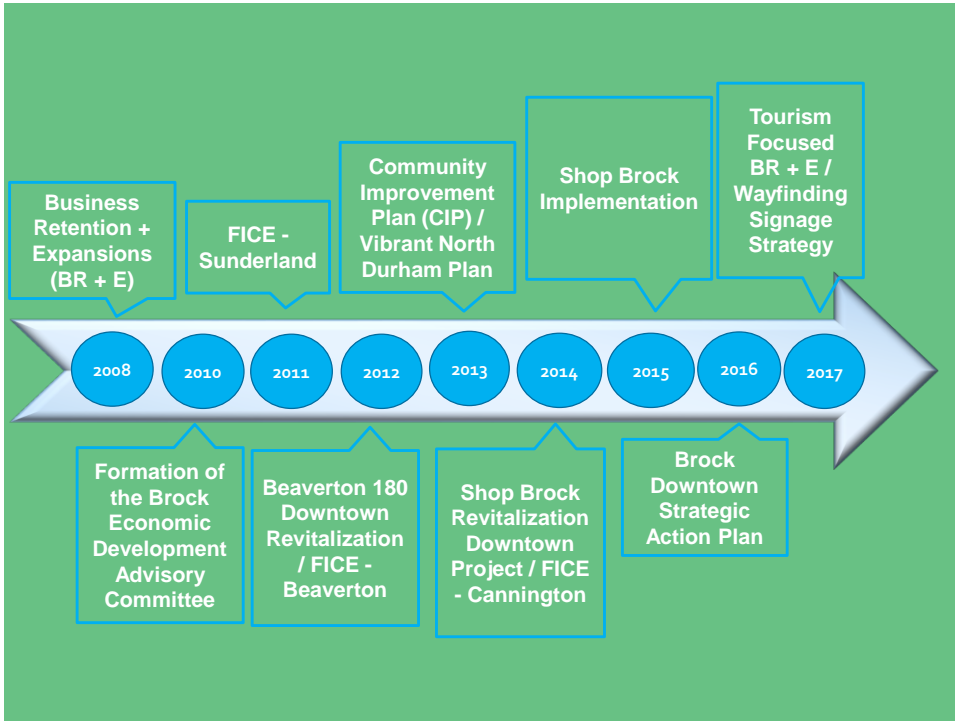 Business
Retention +
Expansions
(BR + E)
FICE -
Sunderland
Community
Improvement
Plan (CIP) /
Vibrant North
Durham Plan
Shop Brock
Implementation
Tourism
Focused
BR + E /
Wayfinding
Signage
Strategy
2008
2010
2011
2012
2013
2014
2015
2016
2017
Formation of
the Brock
Economic
Development
Advisory
Committee
Beaverton 180
Downtown
Revitalization
/ FICE -
Beaverton
Shop Brock
Revitalization
Downtown
Project / FICE
- Cannington
Brock
Downtown
Strategic
Action Plan